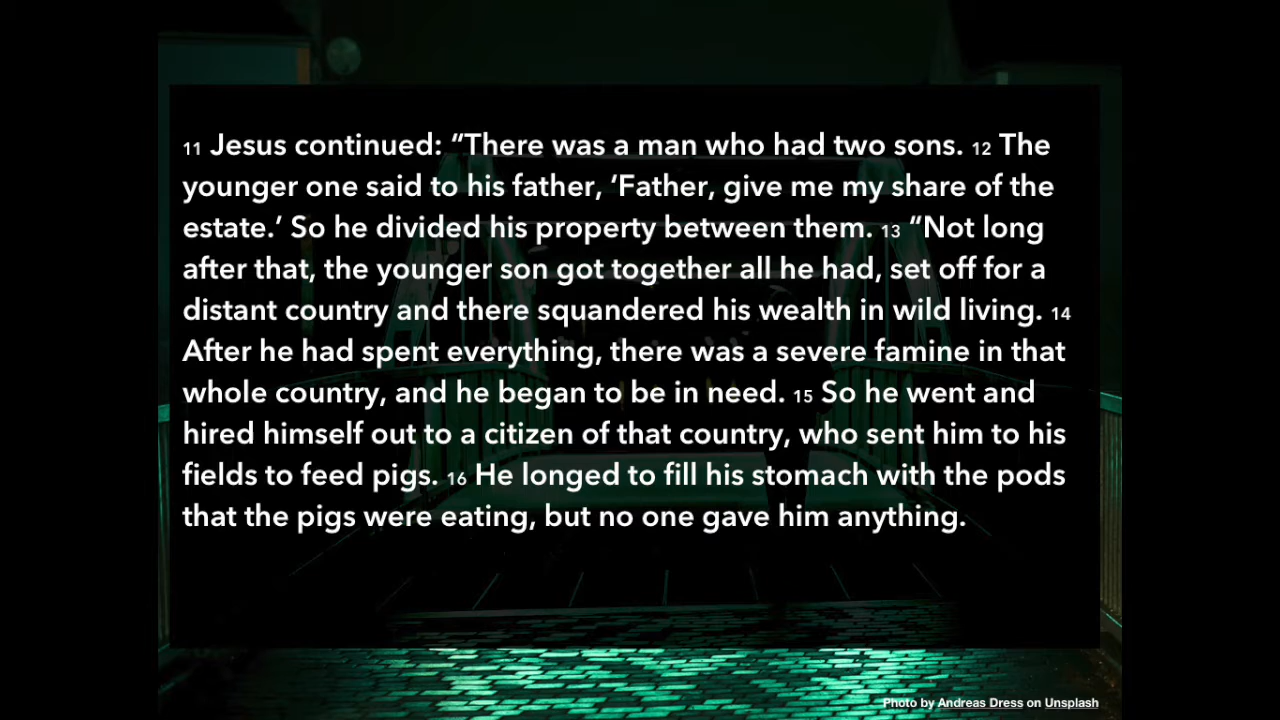 11 Jesus continued: “There was a man who had two sons. 12 The
younger one said to his father, ‘Father, give me my share of the
estate.’ So he divided his property between them. 13 “Not long
after that, the younger son got together all he had, set off for a
distant country and there squandered his wealth in wild living. 14
After he had spent everything, there was a severe famine in that
whole country, and he began to be in need. 15 So he went and
hired himself out to a citizen of that country, who sent him to his
fields to feed pigs. 16 He longed to fill his stomach with the pods
that the pigs were eating, but no one gave him anything.
Photo by Andreas Dress on Unsplash